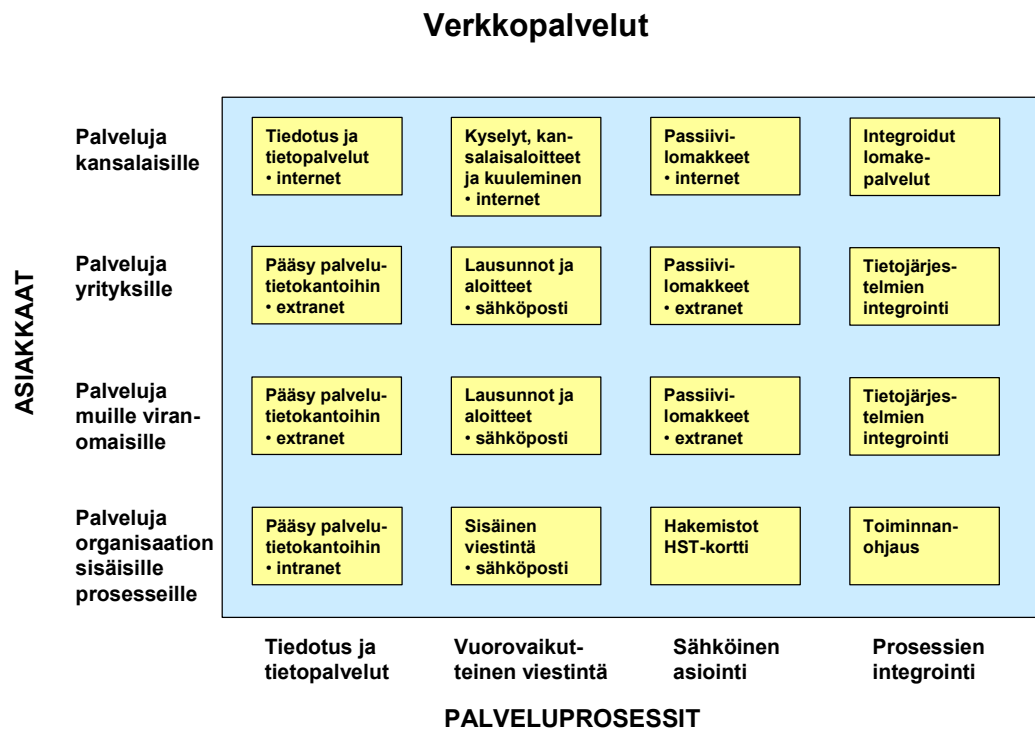 Verkkopalvelut
ASIAKKAAT
Palveluja
kansalaisille
Tiedotus ja
tietopalvelut
• internet
Kyselyt, kan-
salaisaloitteet
ja kuuleminen
• internet
Passiivi-
lomakkeet
• internet
Integroidut
lomake-
palvelut
Palveluja
yrityksille
Pääsy palvelu-
tietokantoihin
• extranet
Lausunnot ja
aloitteet
• sähköposti
Passiivi-
lomakkeet
• extranet
Tietojärjes-
telmien
integrointi
Palveluja
muille viran-
omaisille
Pääsy palvelu-
tietokantoihin
• extranet
Lausunnot ja
aloitteet
• sähköposti
Passiivi-
lomakkeet
• extranet
Tietojärjes-
telmien
integrointi
Palveluja
organisaation
sisäisille
prosesseille
Pääsy palvelu-
tietokantoihin
• intranet
Sisäinen
viestintä
• sähköposti
Hakemistot
HST-kortti
Toiminnan-
ohjaus
Tiedotus ja
tietopalvelut
Vuorovaikut-
teinen viestintä
Sähköinen
asiointi
Prosessien
integrointi
PALVELUPROSESSIT